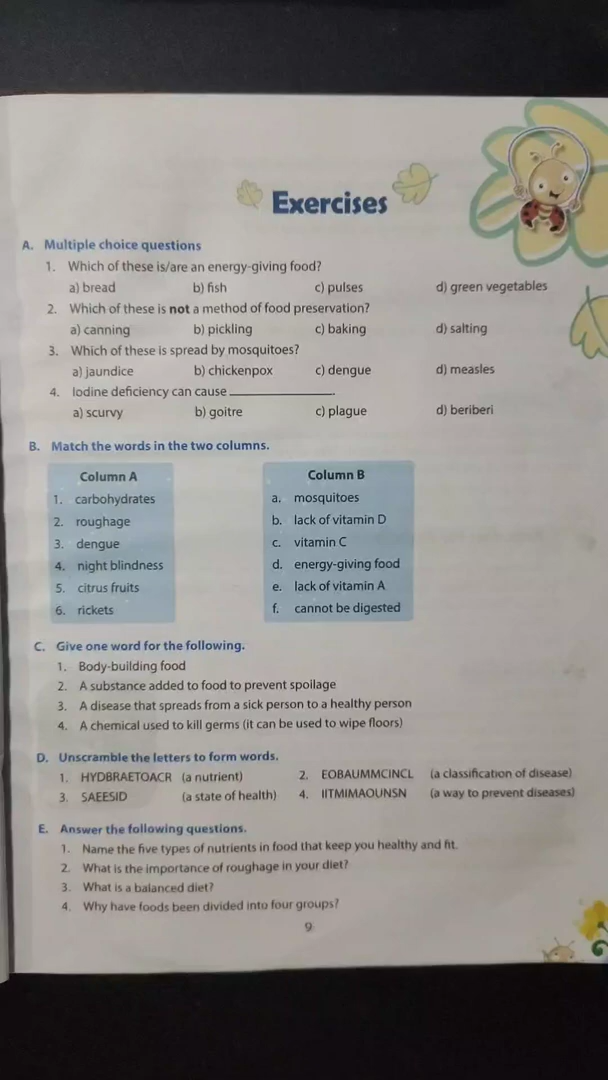 Exercises
A. Multiple choice questions
1. Which of these is/are an energy-giving food?
a) bread b) fish c) pulses d) green vegetables
2. Which of these is not a method of food preservation?
a) canning b) pickling c) baking d) salting
3. Which of these is spread by mosquitoes?
a) jaundice b) chickenpox c) dengue d) measles
4. Iodine deficiency can cause ____________.
a) scurvy b) goitre c) plague d) beriberi
B. Match the words in the two columns.
Column A Column B
1. carbohydrates a. mosquitoes
2. roughage b. lack of vitamin D
3. dengue c. vitamin C
4. night blindness d. energy-giving food
5. citrus fruits e. lack of vitamin A
6. rickets f. cannot be digested
C. Give one word for the following.
1. Body-building food
2. A substance added to food to prevent spoilage
3. A disease that spreads from a sick person to a healthy person
4. A chemical used to kill germs (it can be used to wipe floors)
D. Unscramble the letters to form words.
1. HYDBRAETOACR (a nutrient) 2. EOBAUMMCINCL (a classification of disease)
3. SAEESID (a state of health) 4. IITMIMAOUNSN (a way to prevent diseases)
E. Answer the following questions.
1. Name the five types of nutrients in food that keep you healthy and fit.
2. What is the importance of roughage in your diet?
3. What is a balanced diet?
4. Why have foods been divided into four groups?
9